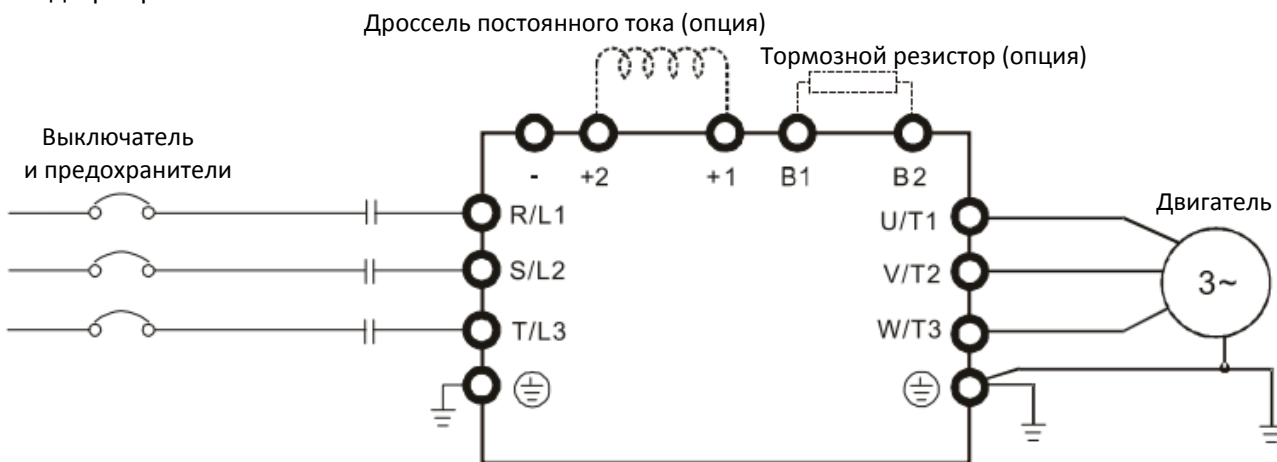 Дроссель постоянного тока (опция)
Тормозной резистор (опция)
Выключатель
и предохранители
- +2 +1 B1 B2
R/L1
S/L2
T/L3
U/T1
V/T2
W/T3
Двигатель
3~